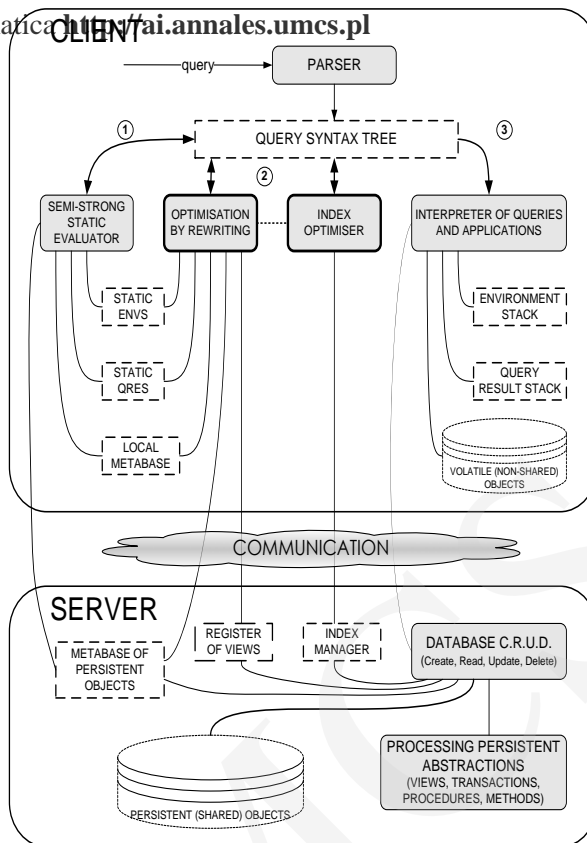 atica http://ai.annales.umcs.pl
CLIENT
query
PARSER
1
QUERY SYNTAX TREE
3
2
SEMI-STRONG
STATIC
EVALUATOR
OPTIMISATION
BY REWRITING
INDEX
OPTIMISER
INTERPRETER OF QUERIES
AND APPLICATIONS
STATIC
ENVS
ENVIRONMENT
STACK
STATIC
QRES
QUERY
RESULT STACK
LOCAL
METABASE
VOLATILE (NON-SHARED)
OBJECTS
COMMUNICATION
SERVER
METABASE OF
PERSISTENT
OBJECTS
REGISTER
OF VIEWS
INDEX
MANAGER
DATABASE C.R.U.D.
(Create, Read, Update, Delete)
PROCESSING PERSISTENT
ABSTRACTIONS
(VIEWS, TRANSACTIONS,
PROCEDURES, METHODS)
PERSISTENT (SHARED) OBJECTS